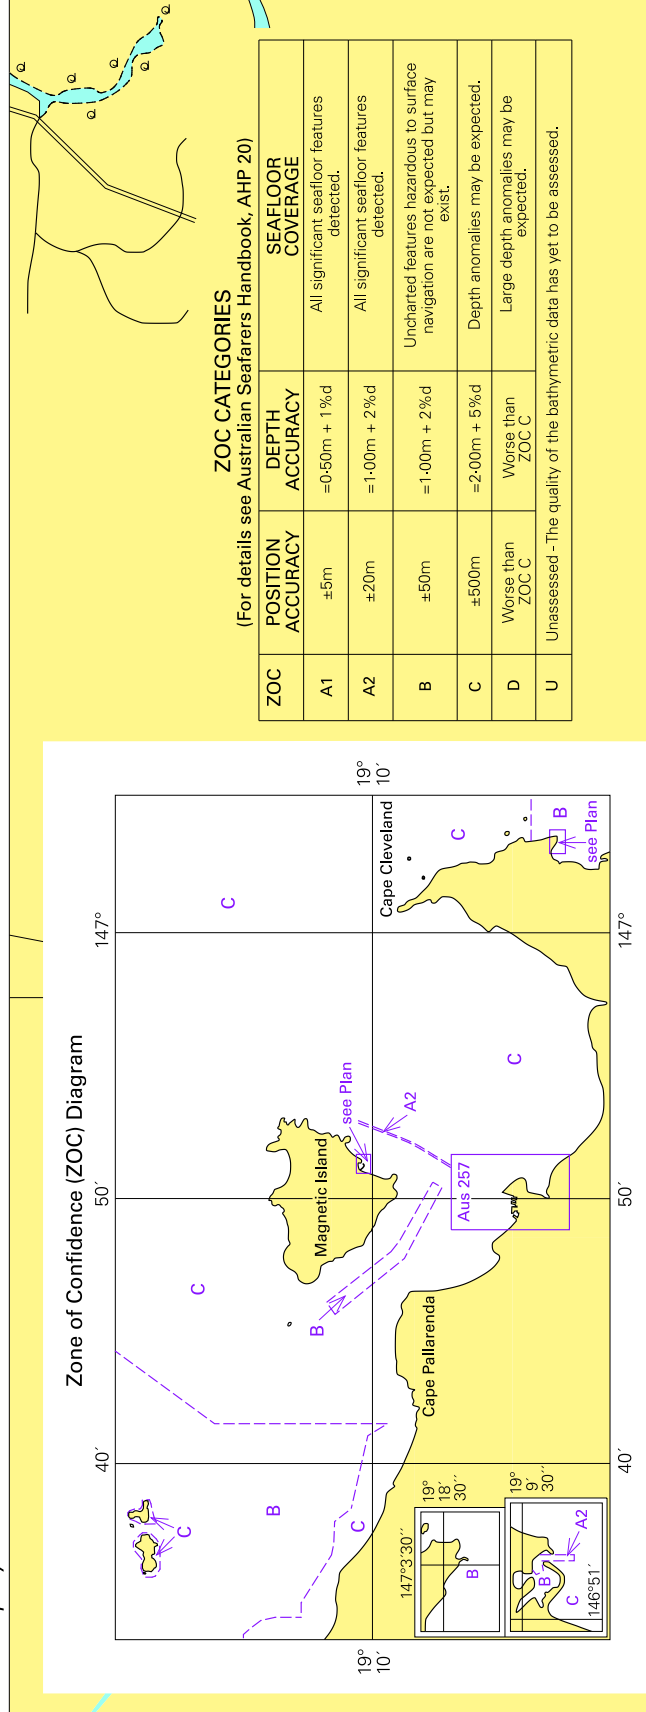 Zone of Confidence (ZOC) Diagram
40´
50´
147°
19°
10´
19°
10´
C
B
C
C
C
B
Magnetic Island
see Plan
A2
Cape Pallarenda
Aus 257
C
Cape Cleveland
C
B
see Plan
147°3´30´´
19°
18´
30´´
B
19°
9´
30´´
B
A2
C
146°51´
40´
50´
147°
ZOC CATEGORIES
(For details see Australian Seafarers Handbook, AHP 20)
ZOC
POSITION
ACCURACY
DEPTH
ACCURACY
SEAFLOOR
COVERAGE
A1
±5m
=0·50m + 1%d
All significant seafloor features
detected.
A2
±20m
=1·00m + 2%d
All significant seafloor features
detected.
B
±50m
=1·00m + 2%d
Uncharted features hazardous to surface
navigation are not expected but may
exist.
C
±500m
=2·00m + 5%d
Depth anomalies may be expected.
D
Worse than
ZOC C
Worse than
ZOC C
Large depth anomalies may be
expected.
U
Unassessed - The quality of the bathymetric data has yet to be assessed.